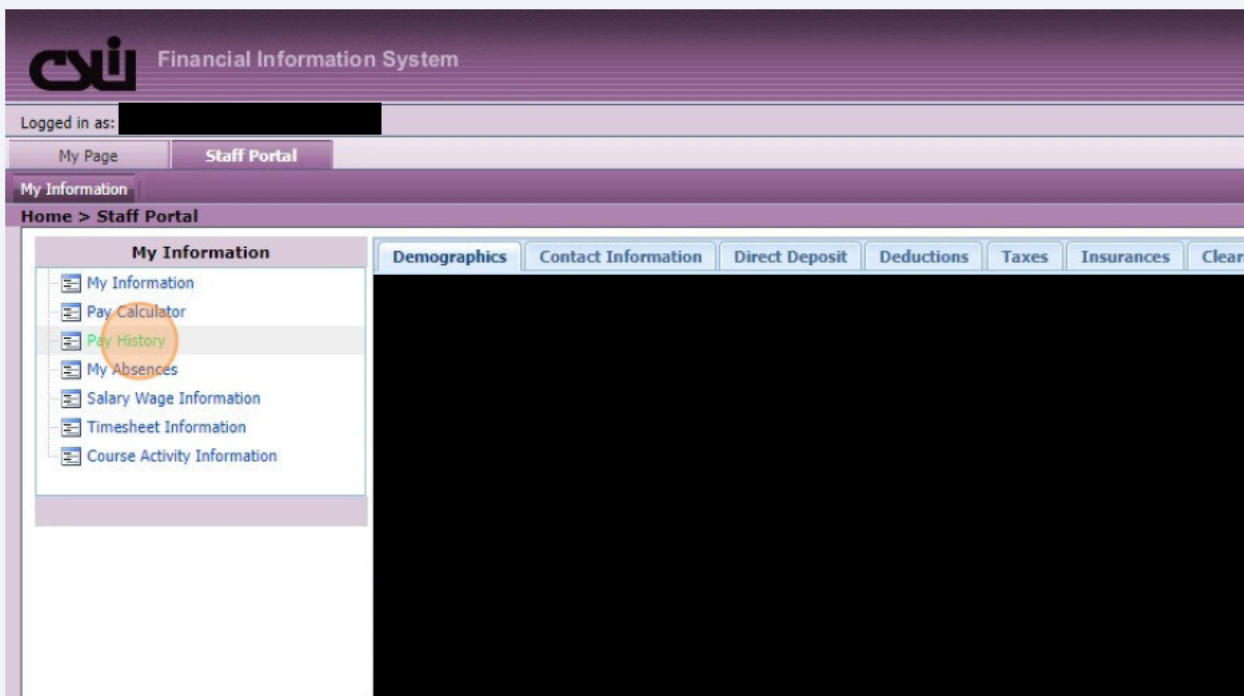 CSIU Financial Information System
Logged in as:
My Page Staff Portal
My Information
Home > Staff Portal
My Information
My Information
Pay Calculator
Pay History
My Absences
Salary Wage Information
Timesheet Information
Course Activity Information
Demographics Contact Information Direct Deposit Deductions Taxes Insurances Clear